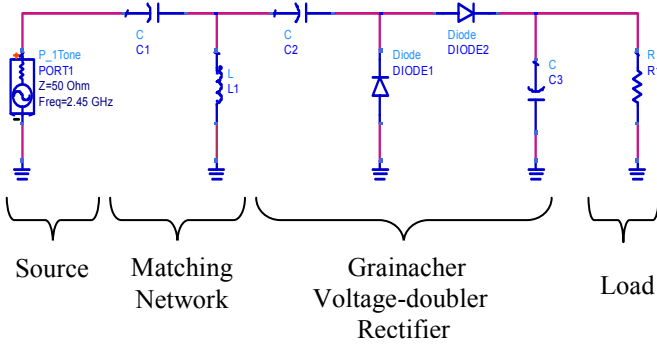 P_1Tone
PORT1
Z=50 Ohm
Freq=2.45 GHz
C
C1
L
L1
C
C2
Diode
DIODE1
Diode
DIODE2
C
C3
R
Source
Matching
Network
Grainacher
Voltage-doubler
Rectifier
Load